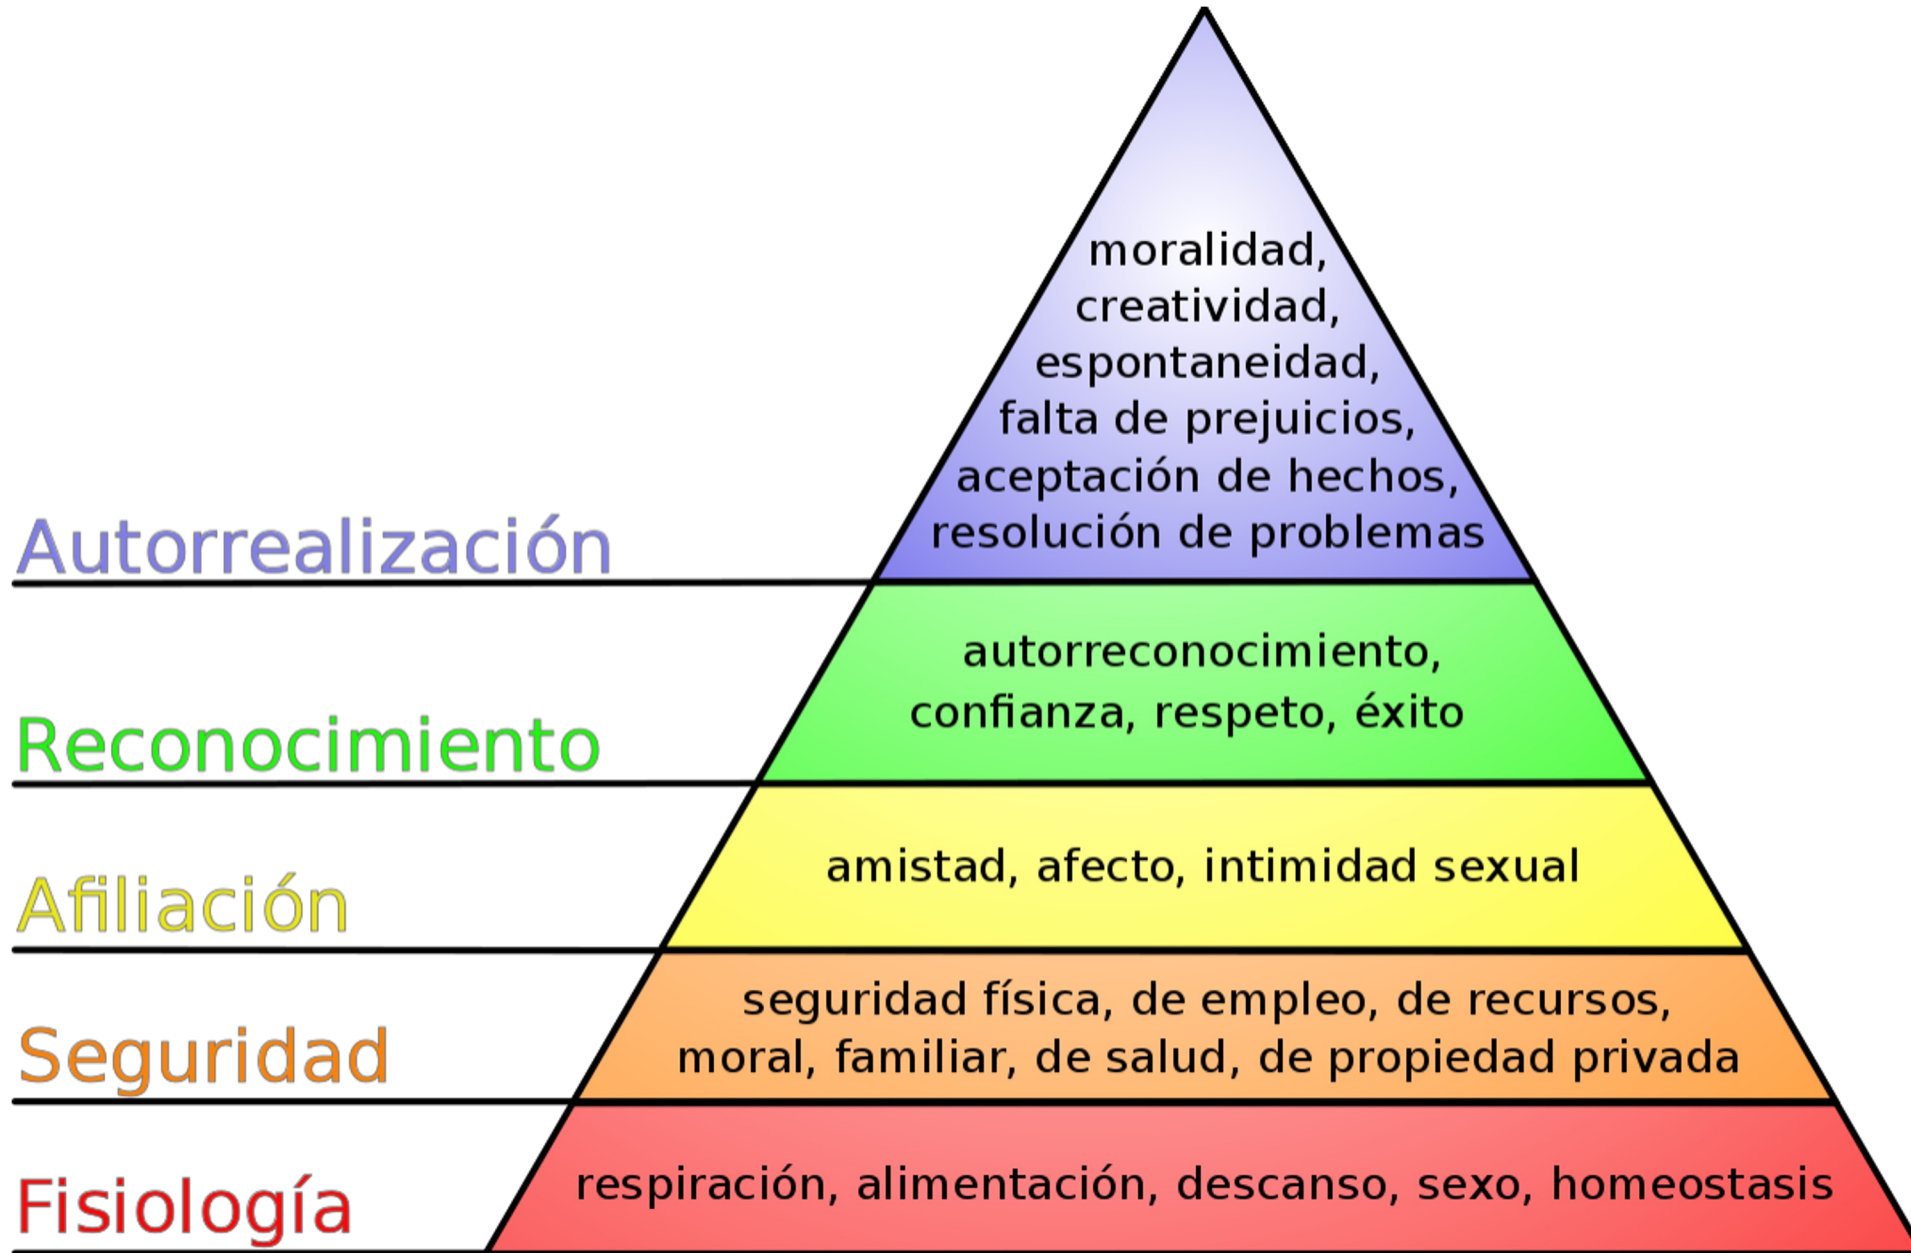 moralidad,
creatividad,
espontaneidad,
falta de prejuicios,
aceptación de hechos,
resolución de problemas
Autorrealización
autorreconocimiento,
confianza, respeto, éxito
Reconocimiento
amistad, afecto, intimidad sexual
Afiliación
seguridad física, de empleo, de recursos,
moral, familiar, de salud, de propiedad privada
Seguridad
respiración, alimentación, descanso, sexo, homeostasis
Fisiología